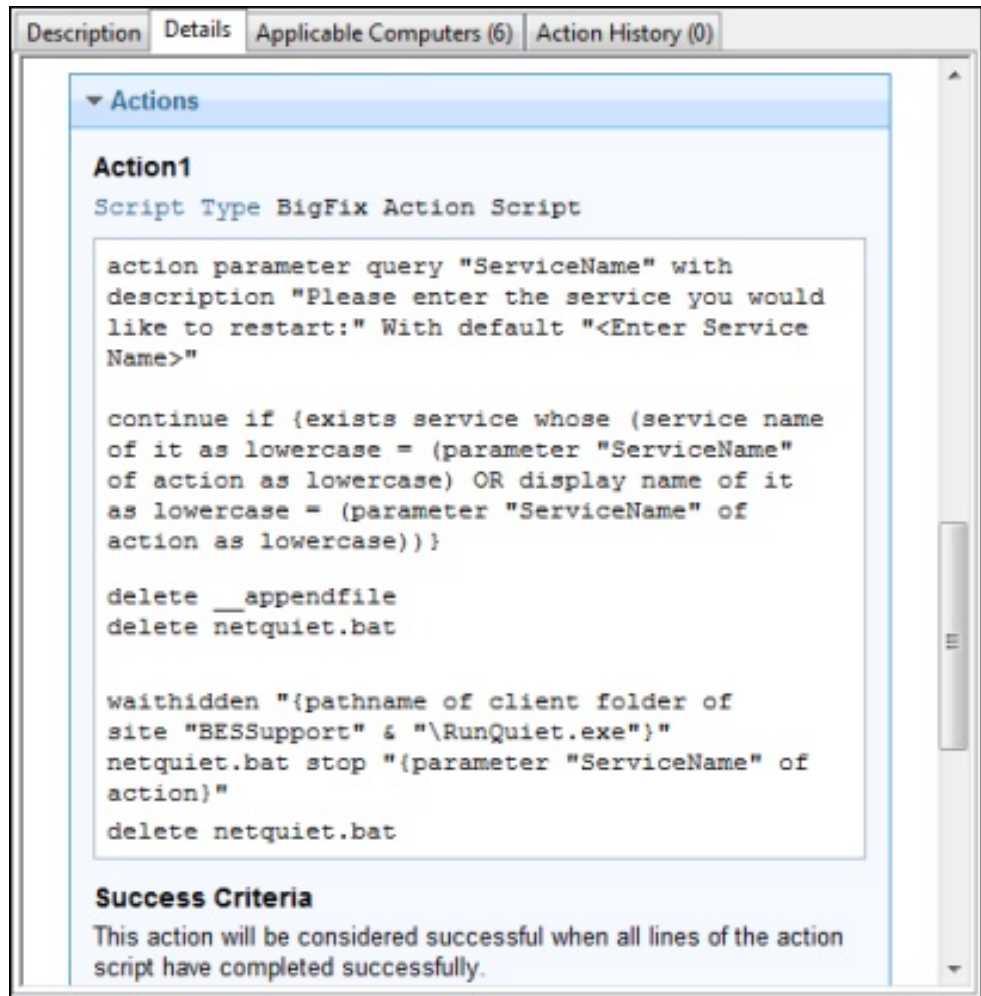 Description Details Applicable Computers (6) Action History (0)
Actions
Action1
Script Type BigFix Action Script
action parameter query "ServiceName" with
description "Please enter the service you would
like to restart:" With default "<Enter Service
Name>"
continue if {exists service whose (service name
of it as lowercase = (parameter "ServiceName"
of action as lowercase) OR display name of it
as lowercase = (parameter "ServiceName" of
action as lowercase))}
delete __appendfile
delete netquiet.bat
waithidden "{pathname of client folder of
site "BESSupport" & "\RunQuiet.exe"}"
netquiet.bat stop "{parameter "ServiceName" of
action}"
delete netquiet.bat
Success Criteria
This action will be considered successful when all lines of the action
script have completed successfully.